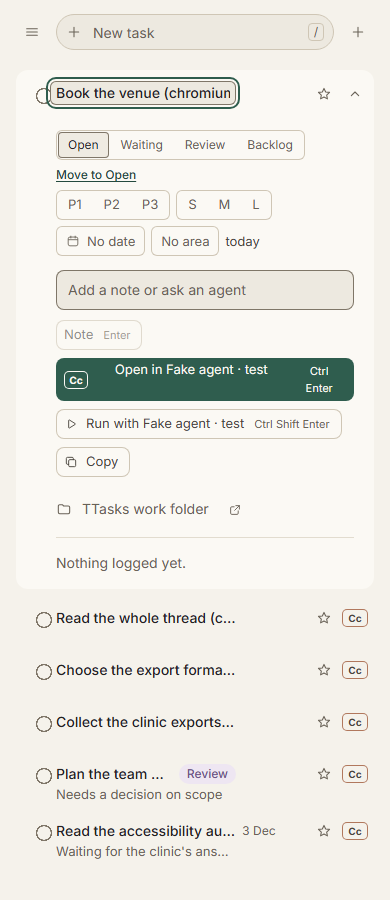 New task /
Book the venue (chromium
Open Waiting Review Backlog
Move to Open
P1 P2 P3 S M L
No date No area today
Add a note or ask an agent
Note Enter
Cc Open in Fake agent · test Ctrl Enter
Run with Fake agent · test Ctrl Shift Enter
Copy
TTasks work folder
Nothing logged yet.
Read the whole thread (c... Cc
Choose the export forma... Cc
Collect the clinic exports... Cc
Plan the team ... Review Cc
Needs a decision on scope
Read the accessibility au... 3 Dec Cc
Waiting for the clinic's ans...